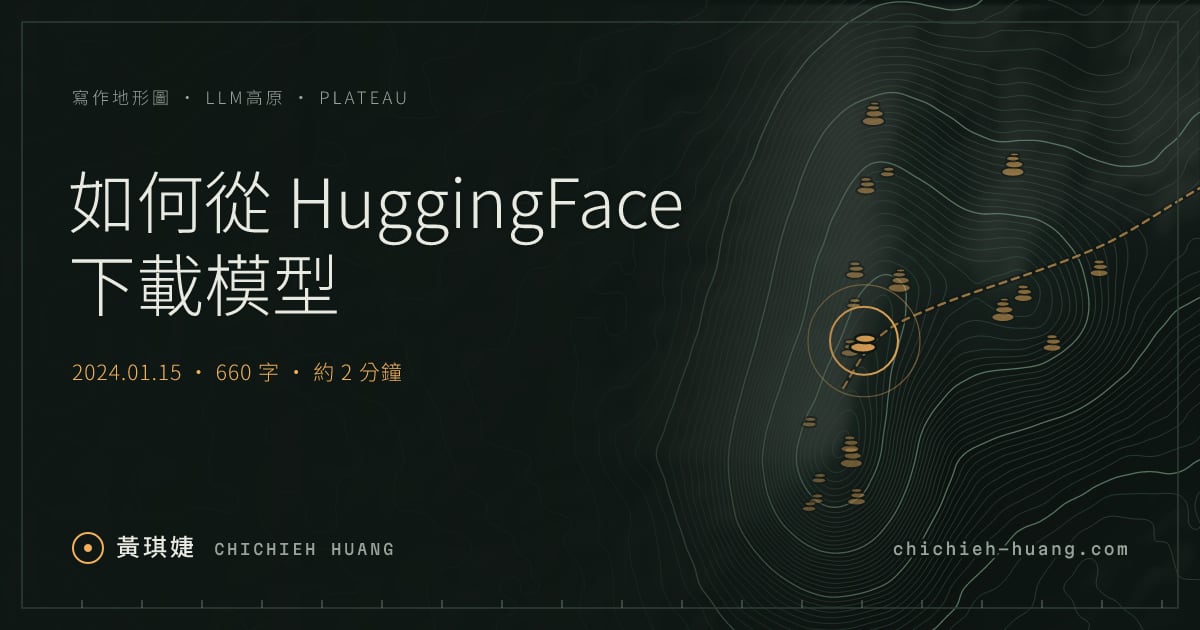 寫作地形圖 · LLM高原 · PLATEAU
如何從 HuggingFace
下載模型
2024.01.15 · 660 字 · 約 2 分鐘
黃琪婕 CHICHIEH HUANG
chichieh-huang.com